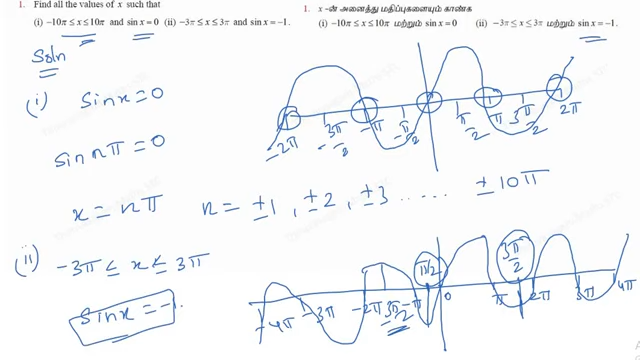 1. Find all the values of x such that
(i) -10π ≤ x ≤ 10π and sin x = 0 (ii) -3π ≤ x ≤ 3π and sin x = -1.
1. x -ன் அனைத்து மதிப்புகளையும் காண்க
(i) -10π ≤ x ≤ 10π மற்றும் sin x = 0 (ii) -3π ≤ x ≤ 3π மற்றும் sin x = -1.
Soln
(i) Sin x = 0
-2π -3π/2 -π -π/2 π/2 π 3π/2 2π
sin nπ = 0
x = nπ n = ±1, ±2, ±3 ..... ±10π
(ii) -3π ≤ x ≤ 3π
Sin x = -1
-4π -3π -2π -3π/2 -π π/2 0 π 3π/2 2π 3π 4π